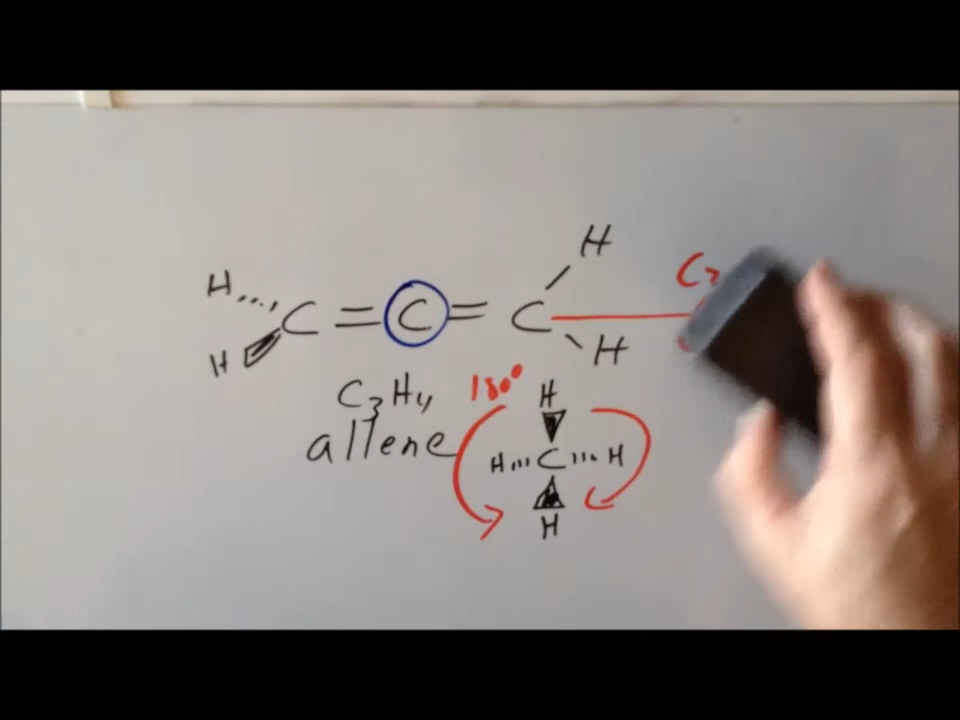 H
H C = C = C H
H
C3H4
allene
180°
H
H C H
H